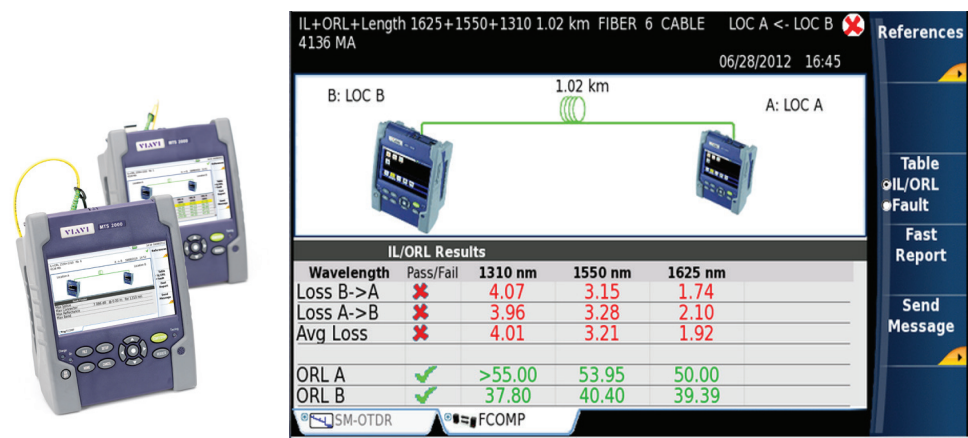 VIAVI MTS 2000
VIAVI MTS 2000
IL+ORL+Length 1625+1550+1310 1.02 km FIBER 6 CABLE LOC A <- LOC B
4136 MA
06/28/2012 16:45
B: LOC B
1.02 km
A: LOC A
IL/ORL Results
Wavelength Pass/Fail 1310 nm 1550 nm 1625 nm
Loss B->A 4.07 3.15 1.74
Loss A->B 3.96 3.28 2.10
Avg Loss 4.01 3.21 1.92
ORL A >55.00 53.95 50.00
ORL B 37.80 40.40 39.39
SM-OTDR FCOMP
References
Table
IL/ORL
Fault
Fast
Report
Send
Message